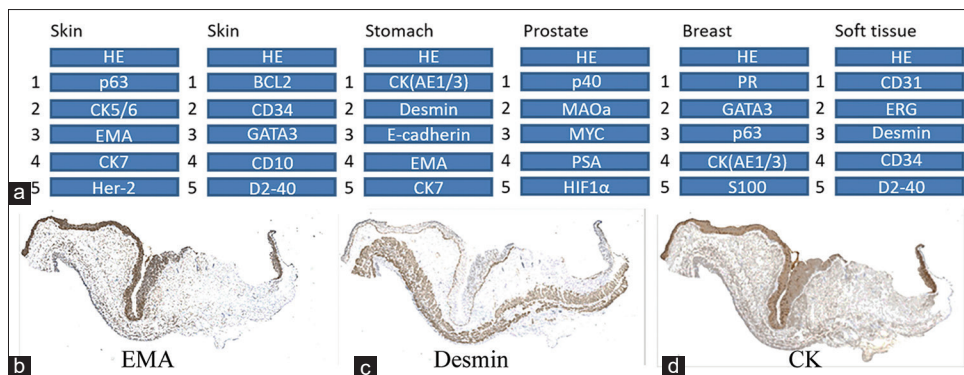 Skin Skin Stomach Prostate Breast Soft tissue
HE HE HE HE HE HE
1 p63 1 BCL2 1 CK(AE1/3) 1 p40 1 PR 1 CD31
2 CK5/6 2 CD34 2 Desmin 2 MAOa 2 GATA3 2 ERG
3 EMA 3 GATA3 3 E-cadherin 3 MYC 3 p63 3 Desmin
4 CK7 4 CD10 4 EMA 4 PSA 4 CK(AE1/3) 4 CD34
a 5 Her-2 5 D2-40 5 CK7 5 HIF1α 5 S100 5 D2-40
b EMA c Desmin d CK